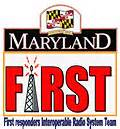 MARYLAND
FiRST
First responders Interoperable Radio System Team